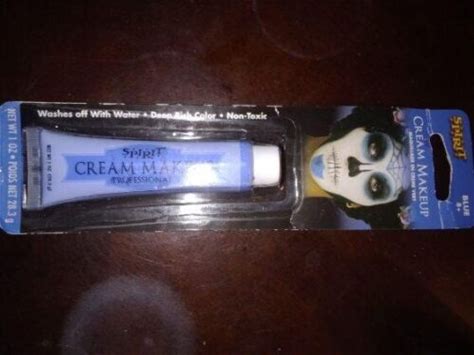 Washes off With Water • Deep Rich Color • Non-Toxic
NET WT 1 OZ • POIDS NET 28.3 g
SPIRIT
CREAM MAKEUP
PROFESSIONAL
SPIRIT
CREAM MAKEUP
BLUE
8+